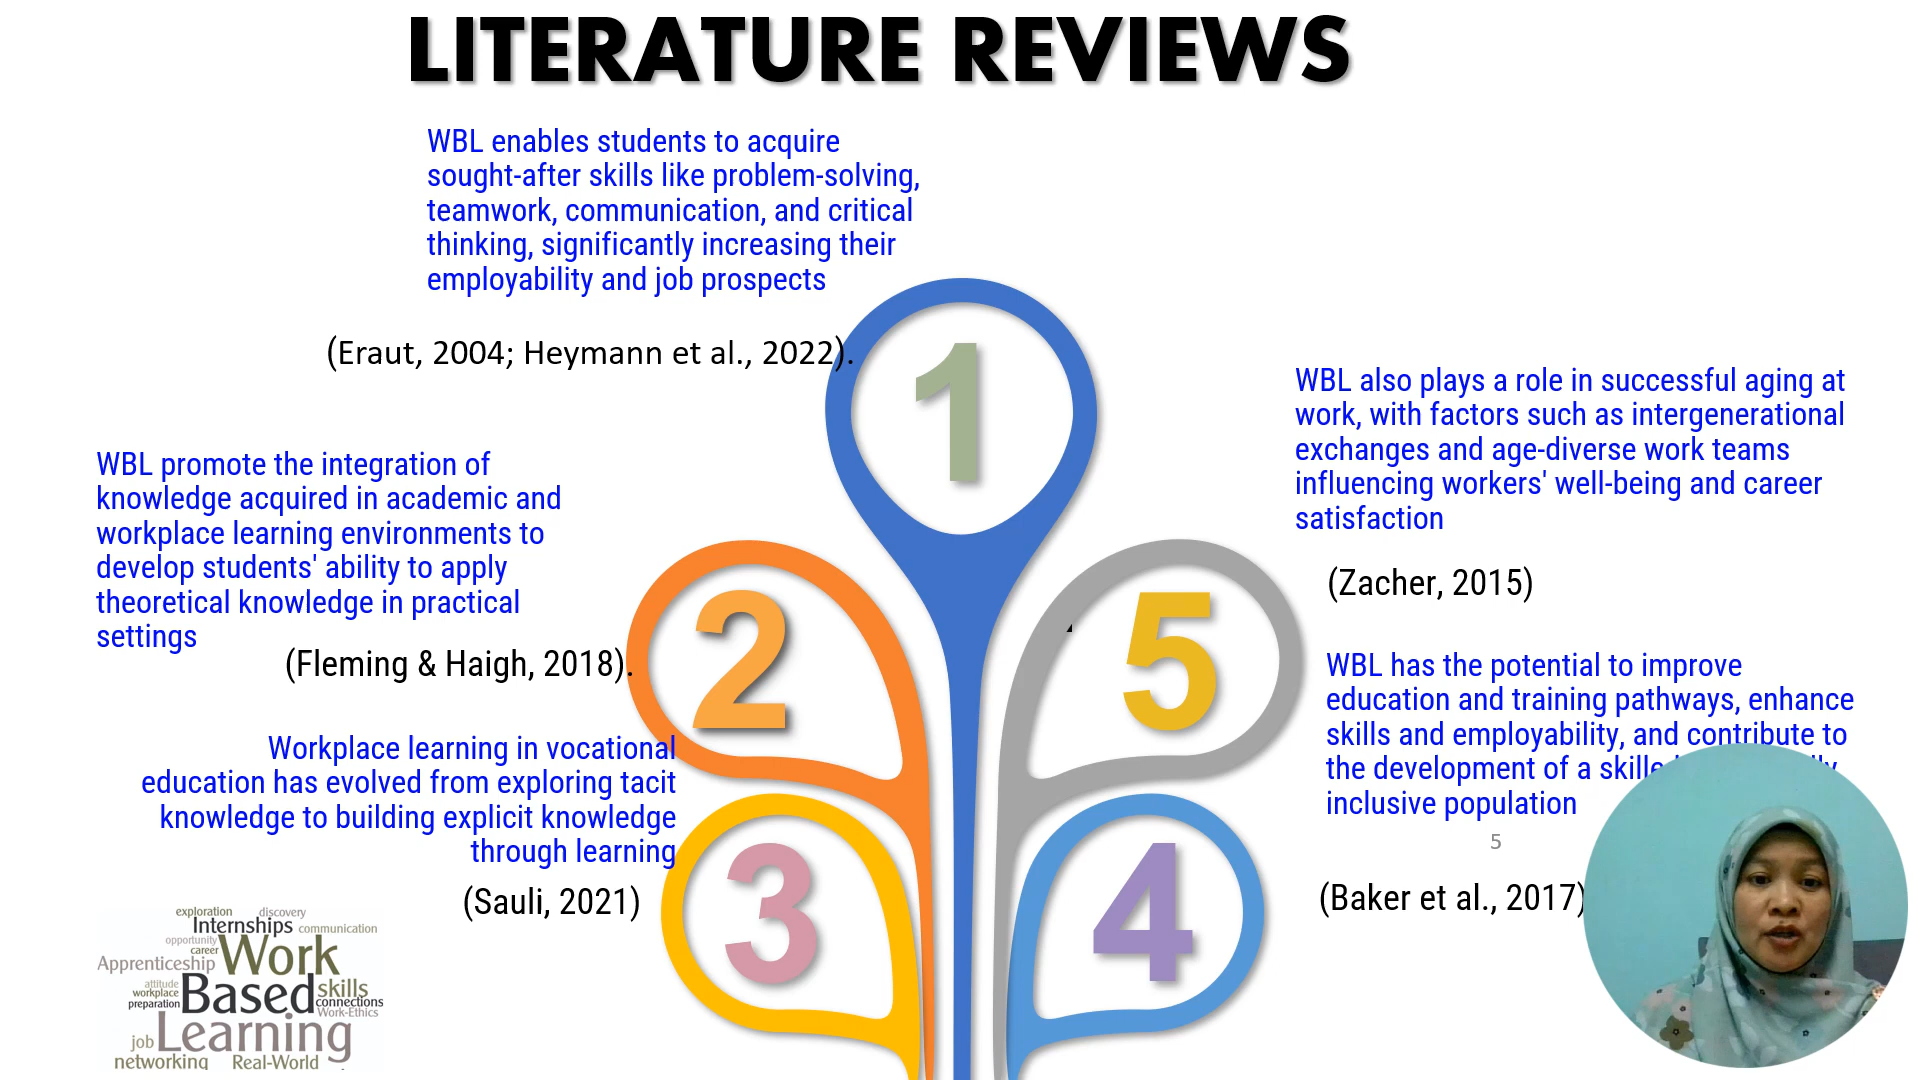 LITERATURE REVIEWS
WBL enables students to acquire
sought-after skills like problem-solving,
teamwork, communication, and critical
thinking, significantly increasing their
employability and job prospects
(Eraut, 2004; Heymann et al., 2022).
1
WBL promote the integration of
knowledge acquired in academic and
workplace learning environments to
develop students' ability to apply
theoretical knowledge in practical
settings
(Fleming & Haigh, 2018).
2
Workplace learning in vocational
education has evolved from exploring tacit
knowledge to building explicit knowledge
through learning
(Sauli, 2021)
3
WBL also plays a role in successful aging at
work, with factors such as intergenerational
exchanges and age-diverse work teams
influencing workers' well-being and career
satisfaction
(Zacher, 2015)
5
WBL has the potential to improve
education and training pathways, enhance
skills and employability, and contribute to
the development of a
inclusive population
5
(Baker et al., 2017)
4
exploration discovery
Internships communication
opportunity
career
Work
Apprenticeship
attitude
workplace
preparation
Based
skills
connections
Work-Ethics
job
Learning
networking Real-World